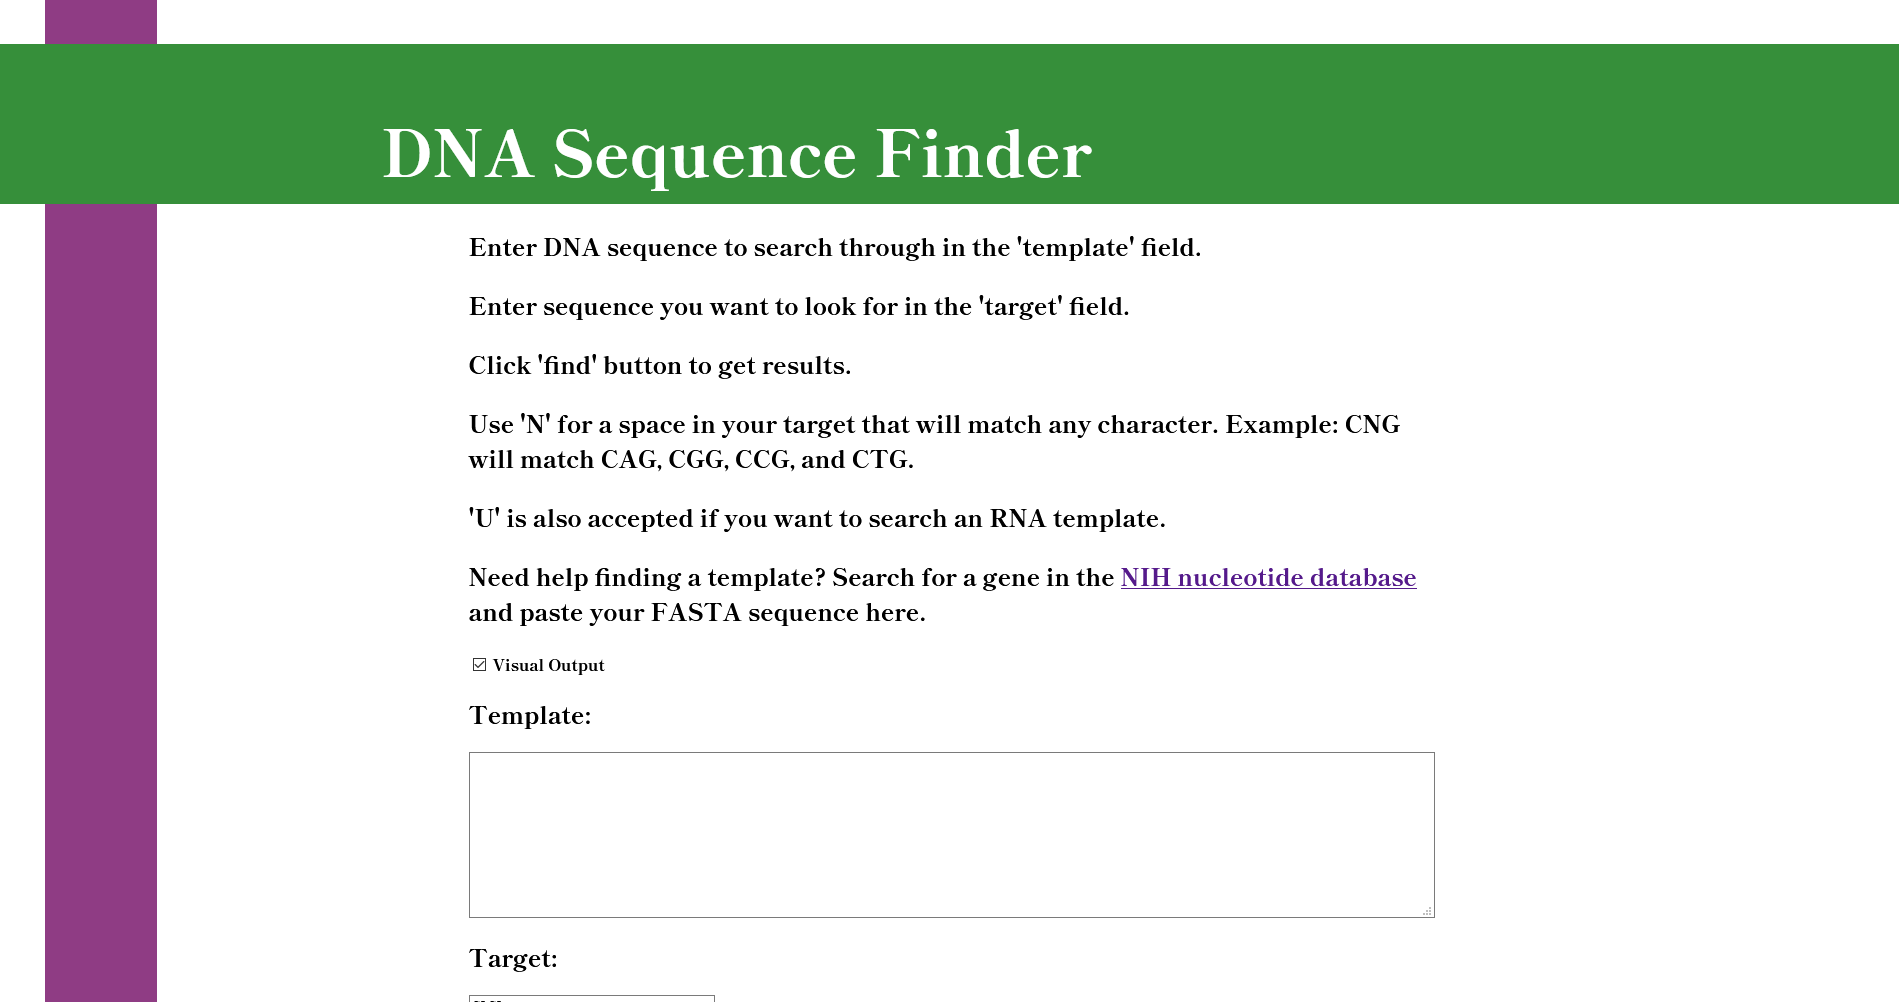 DNA Sequence Finder
Enter DNA sequence to search through in the 'template' field.
Enter sequence you want to look for in the 'target' field.
Click 'find' button to get results.
Use 'N' for a space in your target that will match any character. Example: CNG
will match CAG, CGG, CCG, and CTG.
'U' is also accepted if you want to search an RNA template.
Need help finding a template? Search for a gene in the NIH nucleotide database
and paste your FASTA sequence here.
Visual Output
Template:
Target: